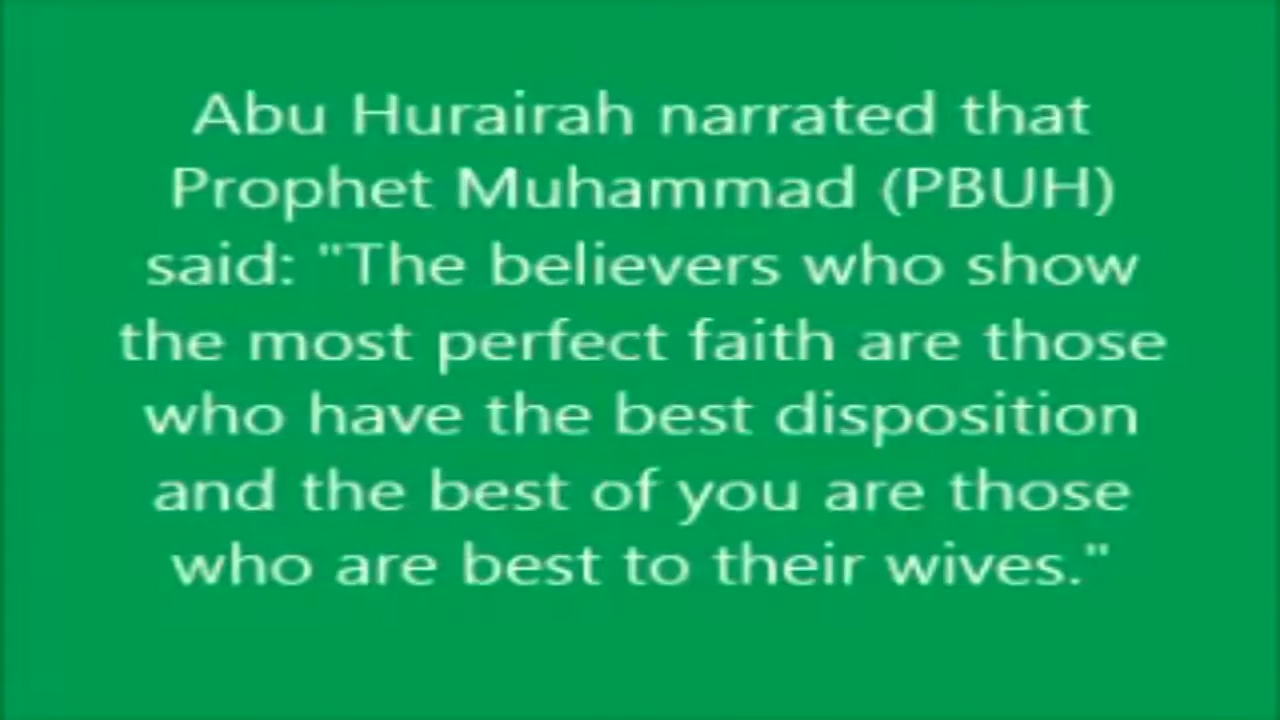 Abu Hurairah narrated that
Prophet Muhammad (PBUH)
said: "The believers who show
the most perfect faith are those
who have the best disposition
and the best of you are those
who are best to their wives."